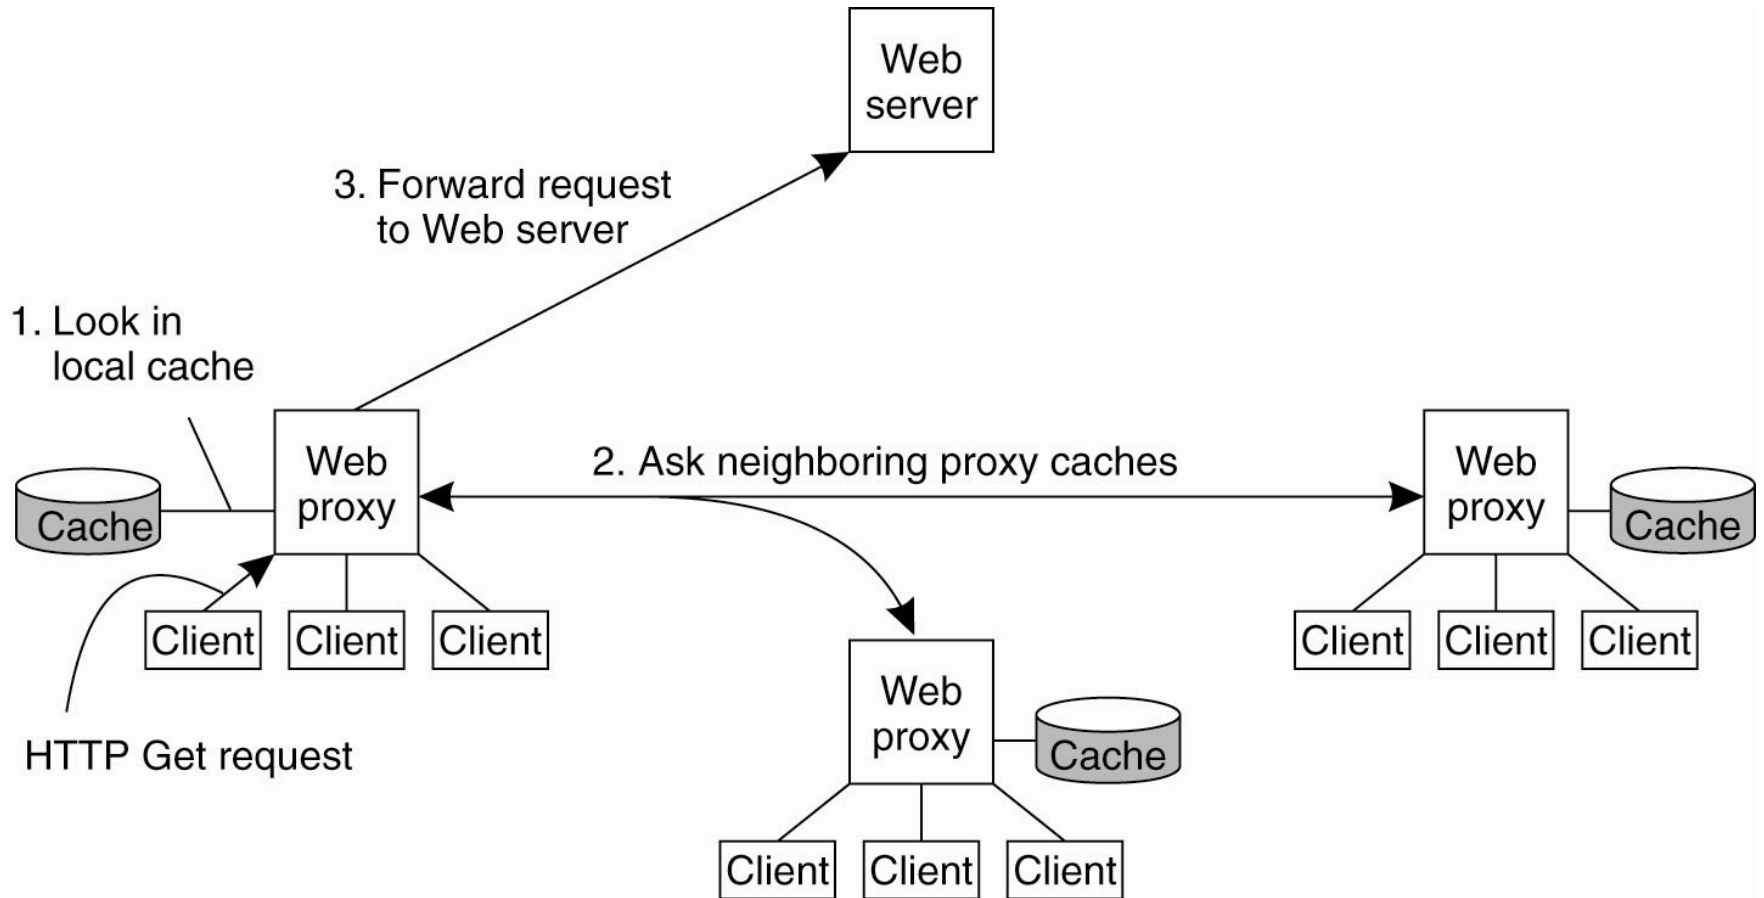 Web
server
3. Forward request
to Web server
1. Look in
local cache
Web
proxy
Cache
2. Ask neighboring proxy caches
Web
proxy
Cache
Client
Client
Client
Client
Client
Client
HTTP Get request
Web
proxy
Cache
Client
Client
Client